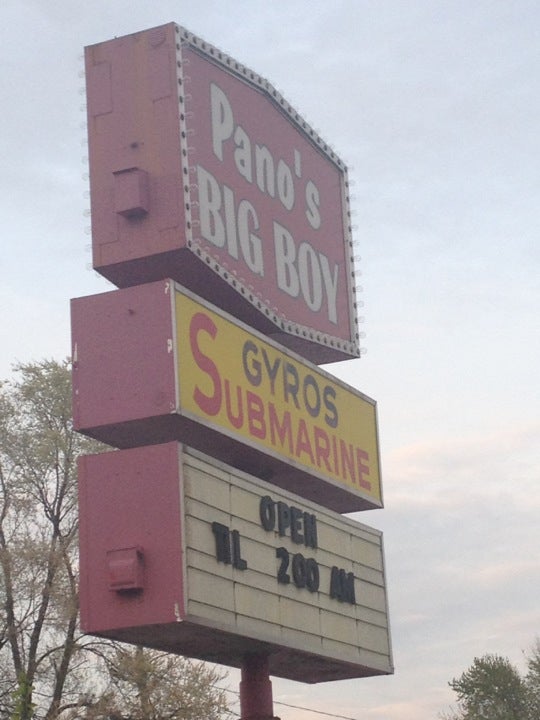 Pano's
BIG BOY
GYROS
SUBMARINE
OPEN
TIL 200 AM